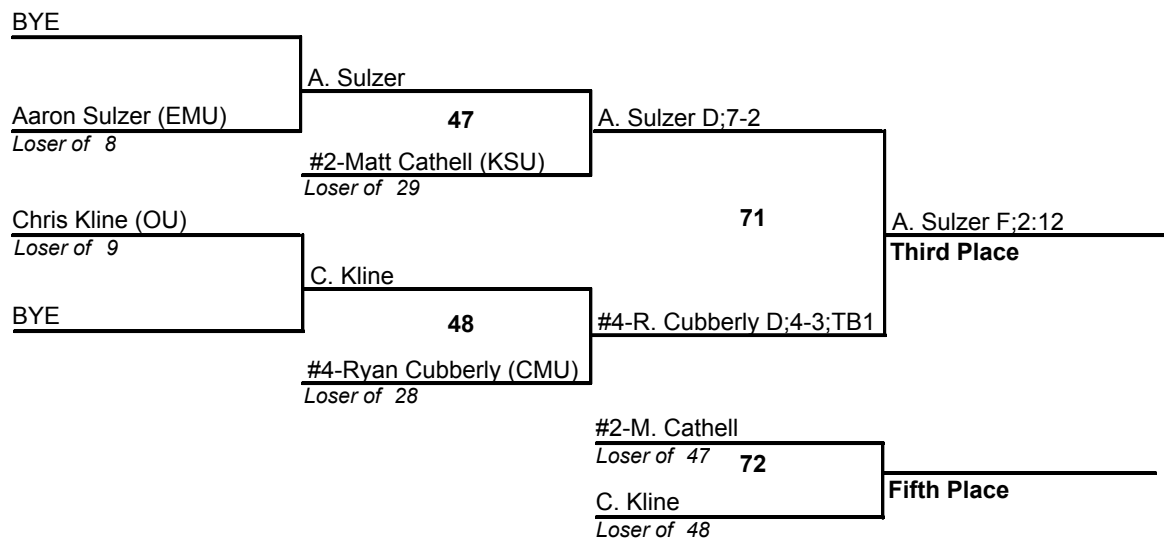 BYE
A. Sulzer
Aaron Sulzer (EMU)
Loser of 8
47
A. Sulzer D;7-2
#2-Matt Cathell (KSU)
Loser of 29
Chris Kline (OU)
Loser of 9
71
A. Sulzer F;2:12
Third Place
C. Kline
BYE
48
#4-R. Cubberly D;4-3;TB1
#4-Ryan Cubberly (CMU)
Loser of 28
#2-M. Cathell
Loser of 47
72
Fifth Place
C. Kline
Loser of 48